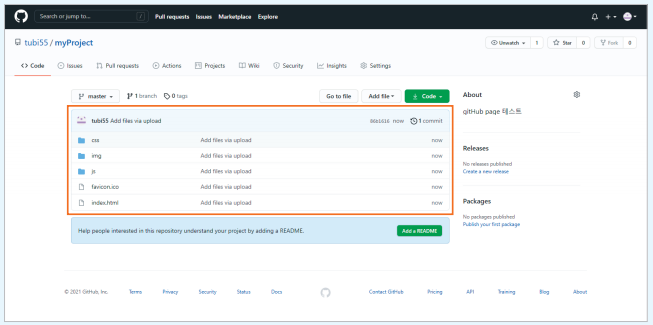 Search or jump to... /
Pull requests Issues Marketplace Explore
tubi55 / myProject
Unwatch 1 Star 0 Fork 0
Code Issues Pull requests Actions Projects Wiki Security Insights Settings
master 1 branch 0 tags Go to file Add file Code
tubi55 Add files via upload now 1 commit
css Add files via upload now
img Add files via upload now
js Add files via upload now
favicon.ico Add files via upload now
index.html Add files via upload now
Help people interested in this repository understand your project by adding a README. Add a README
About
gitHub page 테스트
Releases
No releases published
Create a new release
Packages
No packages published
Publish your first package
© 2021 GitHub, Inc. Terms Privacy Security Status Docs Contact GitHub Pricing API Training Blog About